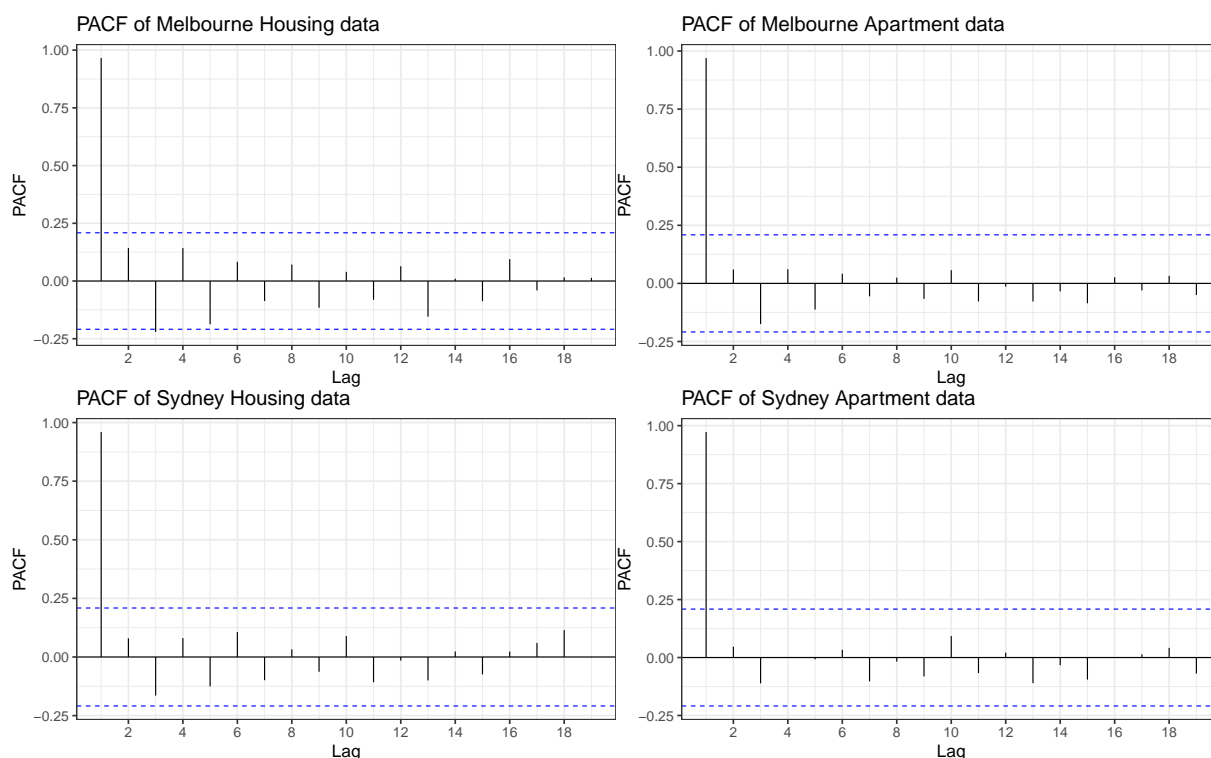 PACF of Melbourne Housing data
1.00
0.75
0.50
0.25
0.00
−0.25
PACF
2 4 6 8 10 12 14 16 18
Lag
PACF of Melbourne Apartment data
1.00
0.75
0.50
0.25
0.00
−0.25
PACF
2 4 6 8 10 12 14 16 18
Lag
PACF of Sydney Housing data
1.00
0.75
0.50
0.25
0.00
−0.25
PACF
2 4 6 8 10 12 14 16 18
Lag
PACF of Sydney Apartment data
1.00
0.75
0.50
0.25
0.00
−0.25
PACF
2 4 6 8 10 12 14 16 18
Lag